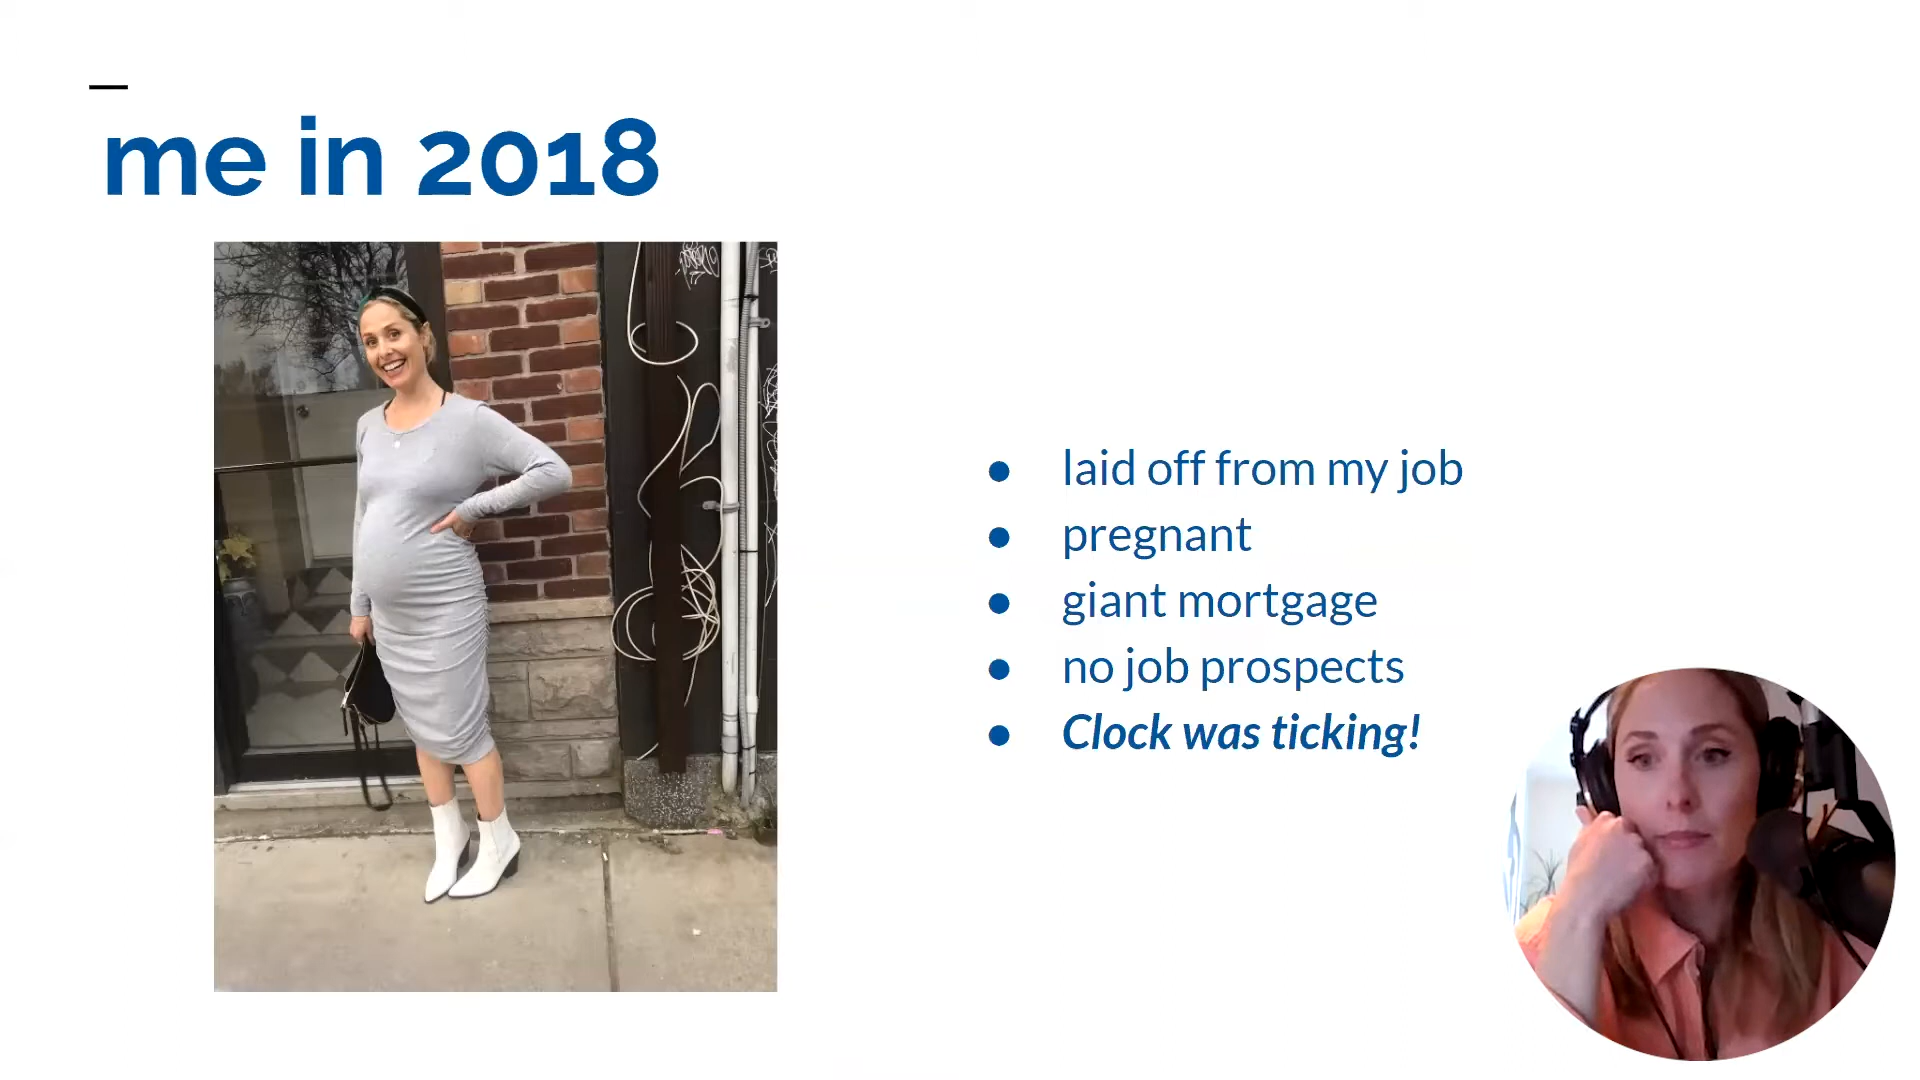 me in 2018
laid off from my job
pregnant
giant mortgage
no job prospects
Clock was ticking!